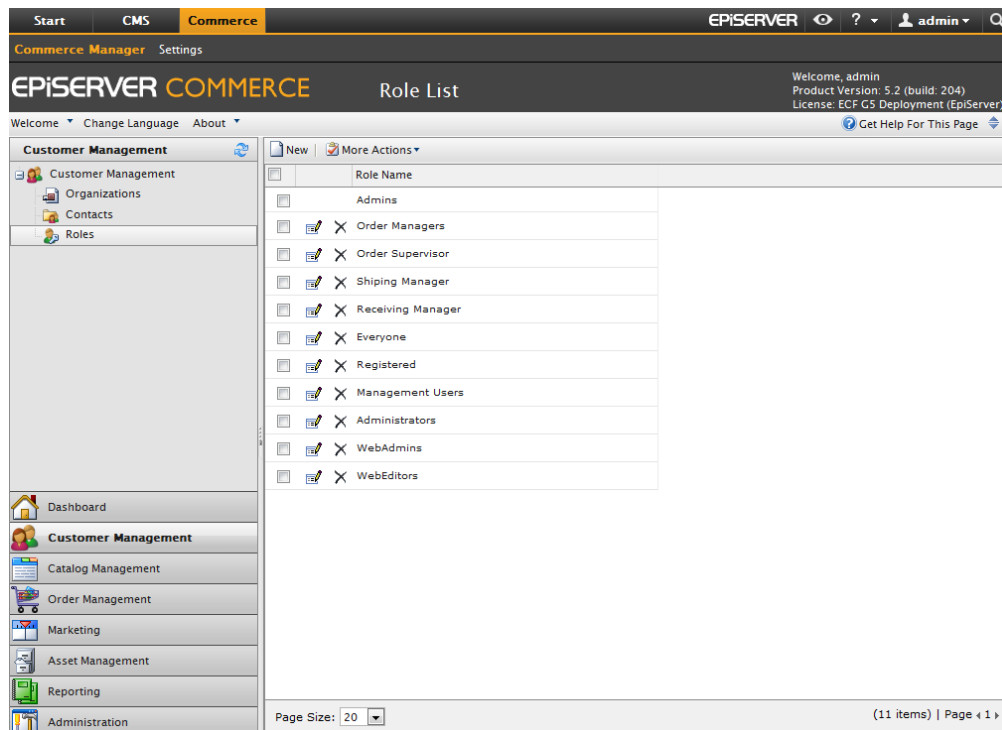 Start CMS Commerce EPiSERVER ? admin
Commerce Manager Settings
EPiSERVER COMMERCE Role List
Welcome, admin
Product Version: 5.2 (build: 204)
License: ECF G5 Deployment (EpiServer)
Welcome Change Language About Get Help For This Page
Customer Management New More Actions
Customer Management
Organizations
Contacts
Roles
Role Name
Admins
Order Managers
Order Supervisor
Shiping Manager
Receiving Manager
Everyone
Registered
Management Users
Administrators
WebAdmins
WebEditors
Dashboard
Customer Management
Catalog Management
Order Management
Marketing
Asset Management
Reporting
Administration
Page Size: 20 (11 items) | Page 1